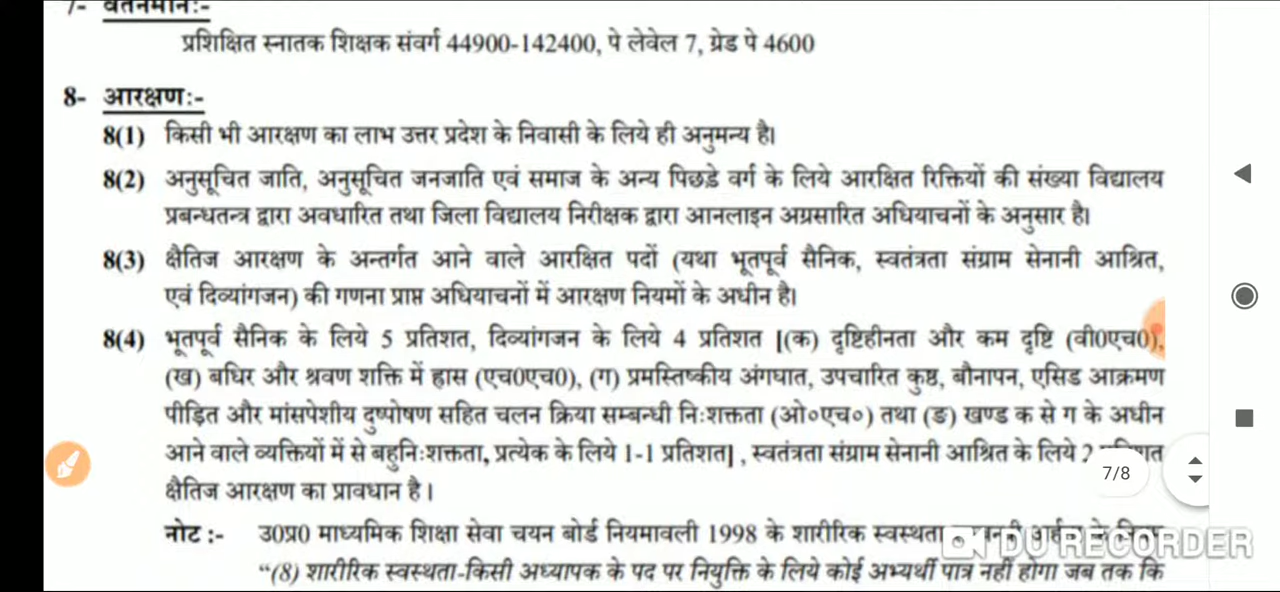 7- वेतनमान:-
प्रशिक्षित स्नातक शिक्षक संवर्ग 44900-142400, पे लेवेल 7, ग्रेड पे 4600
8- आरक्षण:-
8(1) किसी भी आरक्षण का लाभ उत्तर प्रदेश के निवासी के लिये ही अनुमन्य है।
8(2) अनुसूचित जाति, अनुसूचित जनजाति एवं समाज के अन्य पिछड़े वर्ग के लिये आरक्षित रिक्तियों की संख्या विद्यालय
प्रबन्धतन्त्र द्वारा अवधारित तथा जिला विद्यालय निरीक्षक द्वारा आनलाइन अग्रसारित अधियाचनों के अनुसार है।
8(3) क्षैतिज आरक्षण के अन्तर्गत आने वाले आरक्षित पदों (यथा भूतपूर्व सैनिक, स्वतंत्रता संग्राम सेनानी आश्रित,
एवं दिव्यांगजन) की गणना प्राप्त अधियाचनों में आरक्षण नियमों के अधीन है।
8(4) भूतपूर्व सैनिक के लिये 5 प्रतिशत, दिव्यांगजन के लिये 4 प्रतिशत [(क) दृष्टिहीनता और कम दृष्टि (वी0एच0),
(ख) बधिर और श्रवण शक्ति में ह्रास (एच0एच0), (ग) प्रमस्तिष्कीय अंगघात, उपचारित कुष्ठ, बौनापन, एसिड आक्रमण
पीड़ित और मांसपेशीय दुष्पोषण सहित चलन क्रिया सम्बन्धी निःशक्तता (ओ०एच०) तथा (ङ) खण्ड क से ग के अधीन
आने वाले व्यक्तियों में से बहुनिःशक्तता, प्रत्येक के लिये 1-1 प्रतिशत], स्वतंत्रता संग्राम सेनानी आश्रित के लिये 2
7/8
क्षैतिज आरक्षण का प्रावधान है।
नोट :- उ0प्र0 माध्यमिक शिक्षा सेवा चयन बोर्ड नियमावली 1998 के शारीरिक स्वस्थता
DU RECORDER
“(8) शारीरिक स्वस्थता-किसी अध्यापक के पद पर नियुक्ति के लिये कोई अभ्यर्थी पात्र नहीं होगा जब तक कि